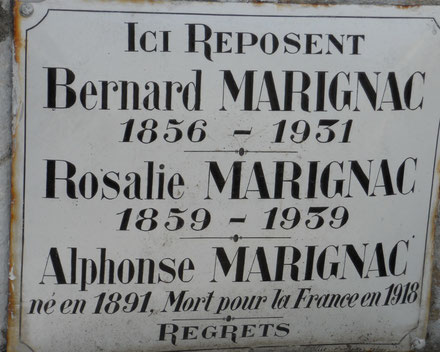 ICI REPOSENT
Bernard MARIGNAC
1856 - 1931
Rosalie MARIGNAC
1859 - 1939
Alphonse MARIGNAC
né en 1891, Mort pour la France en 1918
REGRETS